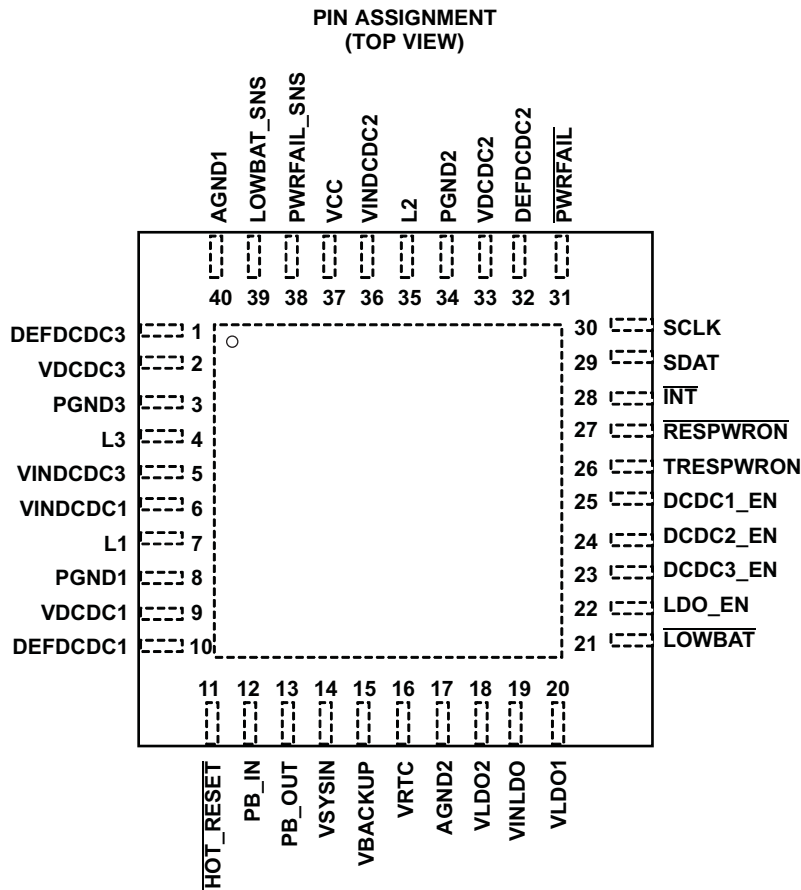 PIN ASSIGNMENT
(TOP VIEW)
AGND1
LOWBAT_SNS
PWRFAIL_SNS
VCC
VINDCDC2
L2
PGND2
VDCDC2
DEFDCDC2
PWRFAIL
40 39 38 37 36 35 34 33 32 31
DEFDCDC3 1
VDCDC3 2
PGND3 3
L3 4
VINDCDC3 5
VINDCDC1 6
L1 7
PGND1 8
VDCDC1 9
DEFDCDC1 10
30 SCLK
29 SDAT
28 INT
27 RESPWRON
26 TRESPWRON
25 DCDC1_EN
24 DCDC2_EN
23 DCDC3_EN
22 LDO_EN
21 LOWBAT
11 12 13 14 15 16 17 18 19 20
HOT_RESET
PB_IN
PB_OUT
VSYSIN
VBACKUP
VRTC
AGND2
VLDO2
VINLDO
VLDO1